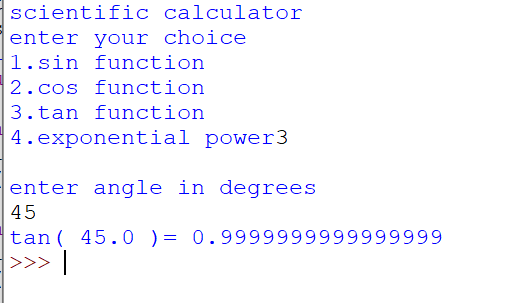 scientific calculator
enter your choice
1.sin function
2.cos function
3.tan function
4.exponential power3
enter angle in degrees
45
tan( 45.0 )= 0.9999999999999999
>>>